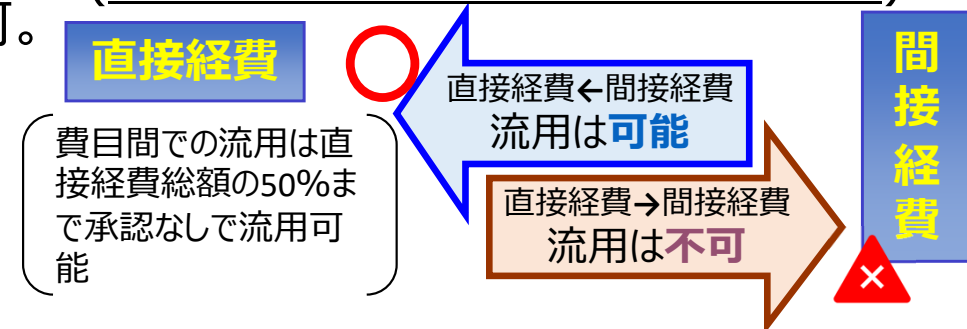 可。
直接経費
間接経費
直接経費←間接経費
流用は可能
費目間での流用は直
接経費総額の50%ま
で承認なしで流用可
能
直接経費→間接経費
流用は不可